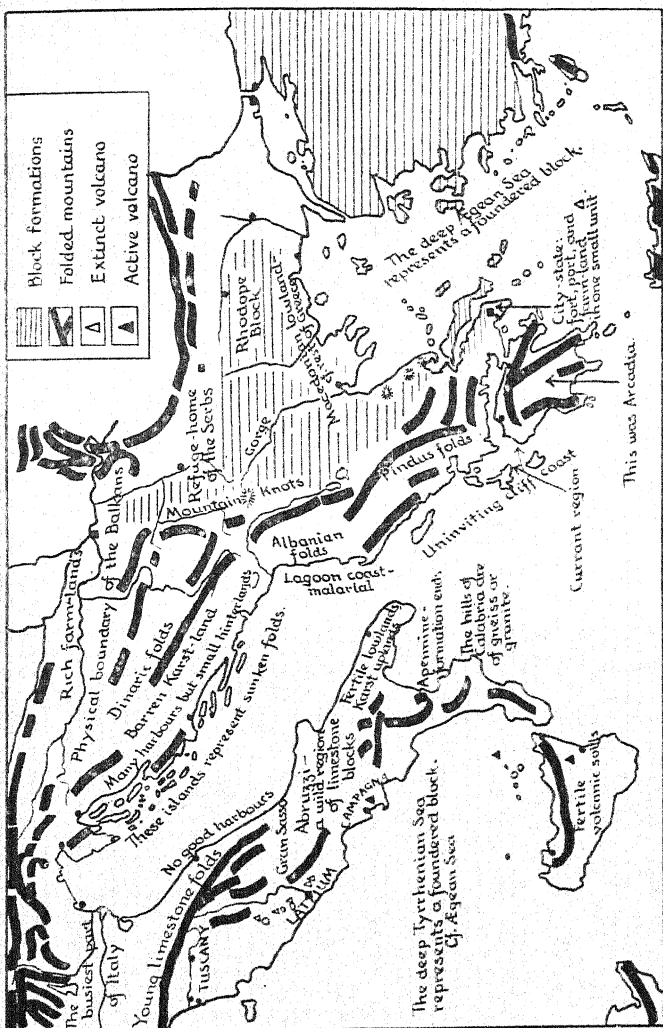 Block formations
Folded mountains
Extinct volcano
Active volcano
The
busiest part
of Italy
Rich farm-lands
Physical boundary
of the Balkans
Dinaric folds
Barren Karst-land
Many harbours but small hinterlands
These islands represent sunken folds.
Refuge-home
of the Serbs
Mountain Knots
Rhodope
Block
Gorge
Macedonian lowland-
Albanian
folds
Lagoon coast-
malarial
Pindus folds
Uninviting cliff coast
Currant region
This was Arcadia.
City-state:
fort, port, and
farm-land
in one small unit
The deep Ægean Sea
represents a foundered block.
No good harbours
Young limestone folds
TUSCANY
LATIUM
Gran Sasso
Abruzzi-
a wild region
of limestone
blocks
CAMPAGNA
Fertile lowlands
Karst uplands
Apennine-
formation ends
The hills of
Calabria are
of gneiss or
granite.
Fertile
volcanic soils
The deep Tyrrhenian Sea
represents a foundered block.
Cf. Ægean Sea